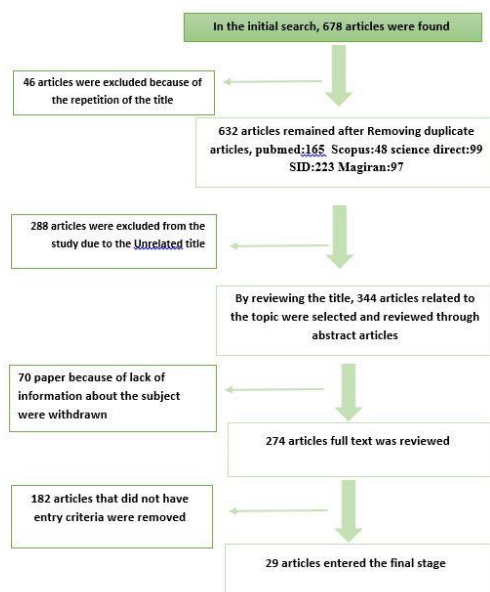 In the initial search, 678 articles were found
46 articles were excluded because of
the repetition of the title
632 articles remained after Removing duplicate
articles, pubmed:165 Scopus:48 science direct:99
SID:223 Magiran:97
288 articles were excluded from the
study due to the Unrelated title
By reviewing the title, 344 articles related to
the topic were selected and reviewed through
abstract articles
70 paper because of lack of
information about the subject
were withdrawn
274 articles full text was reviewed
182 articles that did not have
entry criteria were removed
29 articles entered the final stage